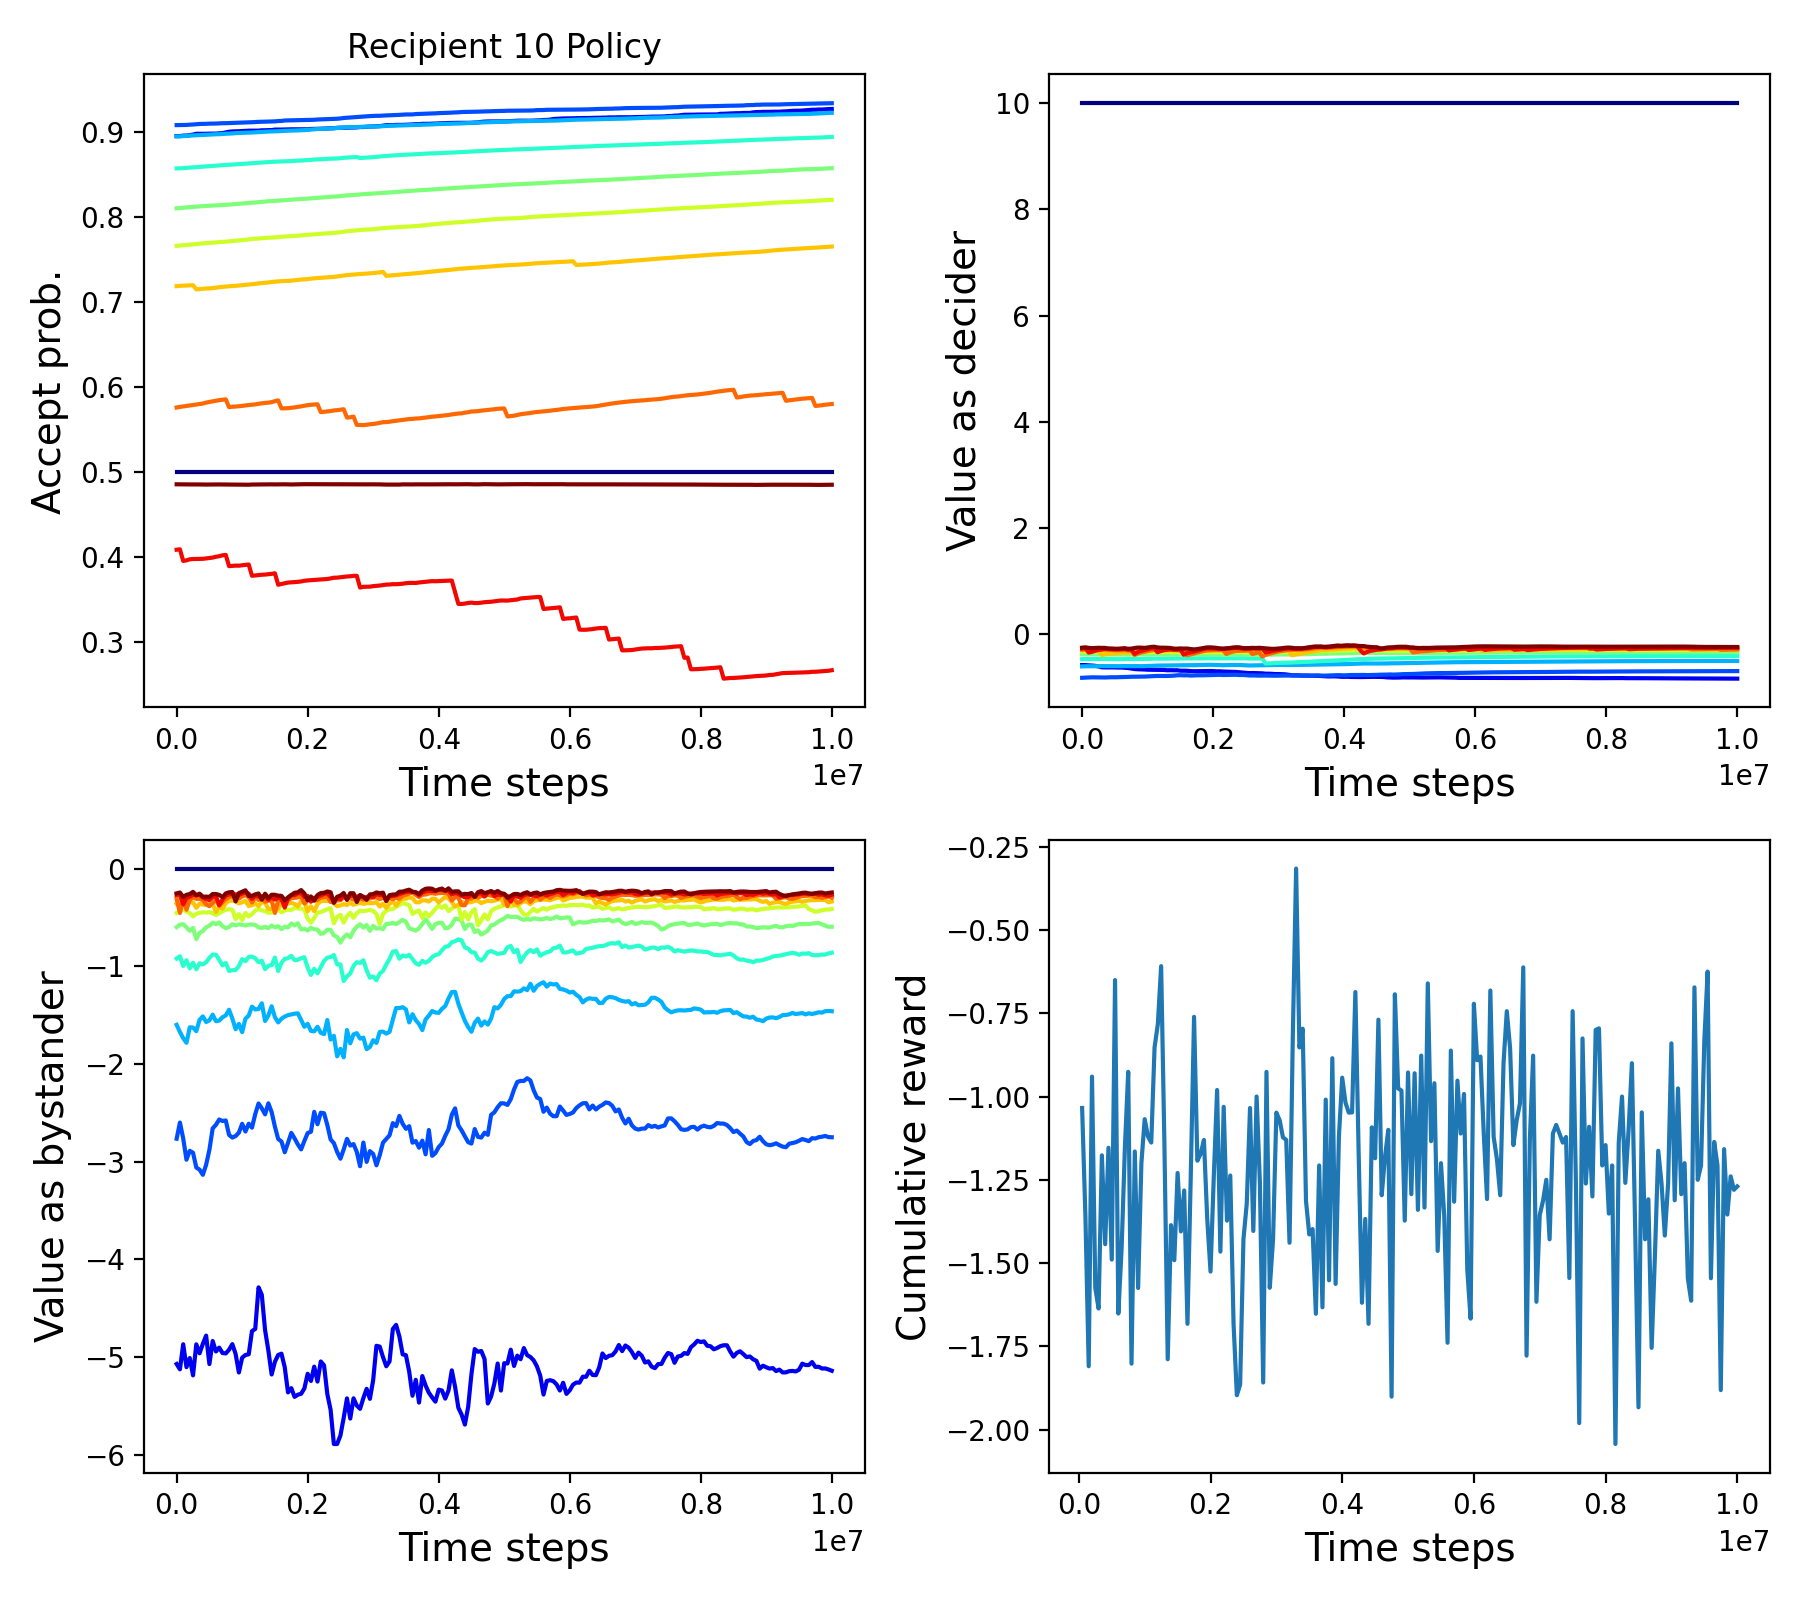 Recipient 10 Policy
Accept prob.
0.9
0.8
0.7
0.6
0.5
0.4
0.3
0.0 0.2 0.4 0.6 0.8 1.0
1e7
Time steps
Value as decider
10
8
6
4
2
0
0.0 0.2 0.4 0.6 0.8 1.0
1e7
Time steps
Value as bystander
0
−1
−2
−3
−4
−5
−6
0.0 0.2 0.4 0.6 0.8 1.0
1e7
Time steps
Cumulative reward
−0.25
−0.50
−0.75
−1.00
−1.25
−1.50
−1.75
−2.00
0.0 0.2 0.4 0.6 0.8 1.0
1e7
Time steps